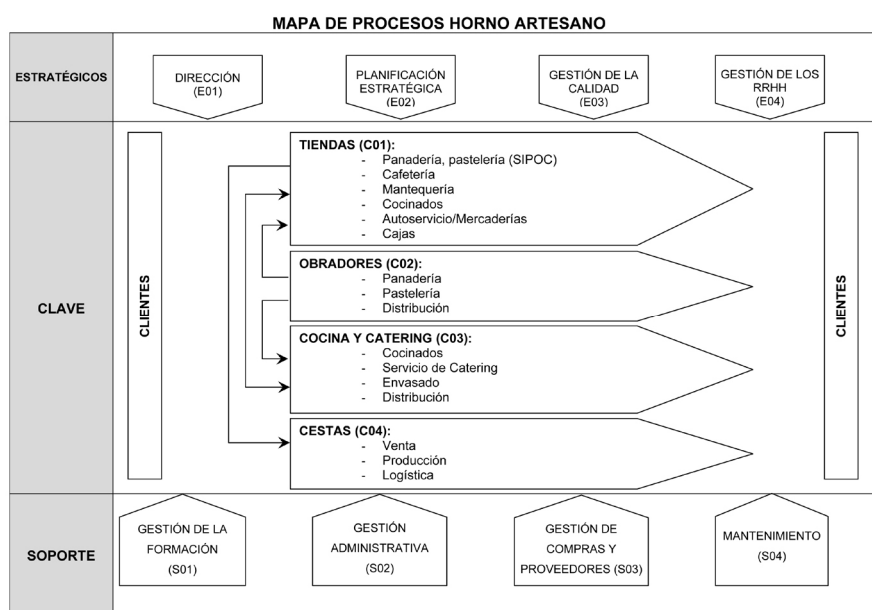 MAPA DE PROCESOS HORNO ARTESANO
ESTRATÉGICOS
DIRECCIÓN
(E01)
PLANIFICACIÓN
ESTRATÉGICA
(E02)
GESTIÓN DE LA
CALIDAD
(E03)
GESTIÓN DE LOS
RRHH
(E04)
CLAVE
CLIENTES
TIENDAS (C01):
- Panadería, pastelería (SIPOC)
- Cafetería
- Mantequería
- Cocinados
- Autoservicio/Mercaderías
- Cajas
OBRADORES (C02):
- Panadería
- Pastelería
- Distribución
COCINA Y CATERING (C03):
- Cocinados
- Servicio de Catering
- Envasado
- Distribución
CESTAS (C04):
- Venta
- Producción
- Logística
CLIENTES
SOPORTE
GESTIÓN DE LA
FORMACIÓN
(S01)
GESTIÓN
ADMINISTRATIVA
(S02)
GESTIÓN DE
COMPRAS Y
PROVEEDORES (S03)
MANTENIMIENTO
(S04)